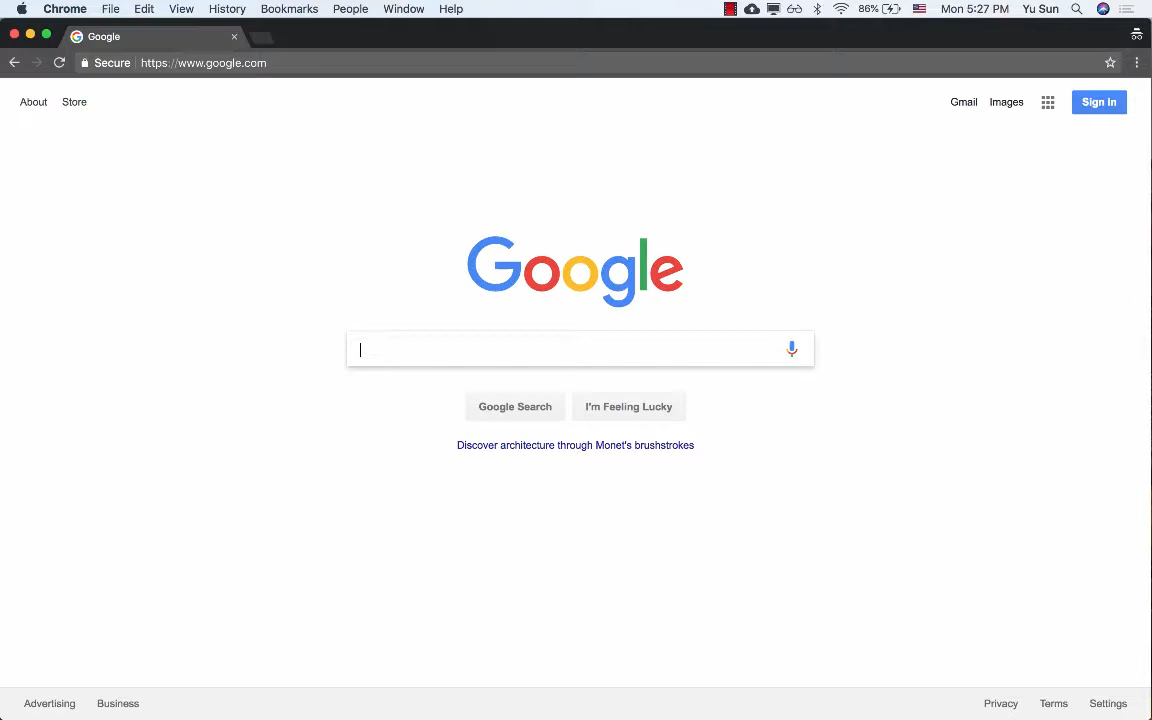 Chrome File Edit View History Bookmarks People Window Help 86% Mon 5:27 PM Yu Sun
Google
Secure https://www.google.com
About Store Gmail Images Sign in
Google
Google Search I'm Feeling Lucky
Discover architecture through Monet's brushstrokes
Advertising Business Privacy Terms Settings